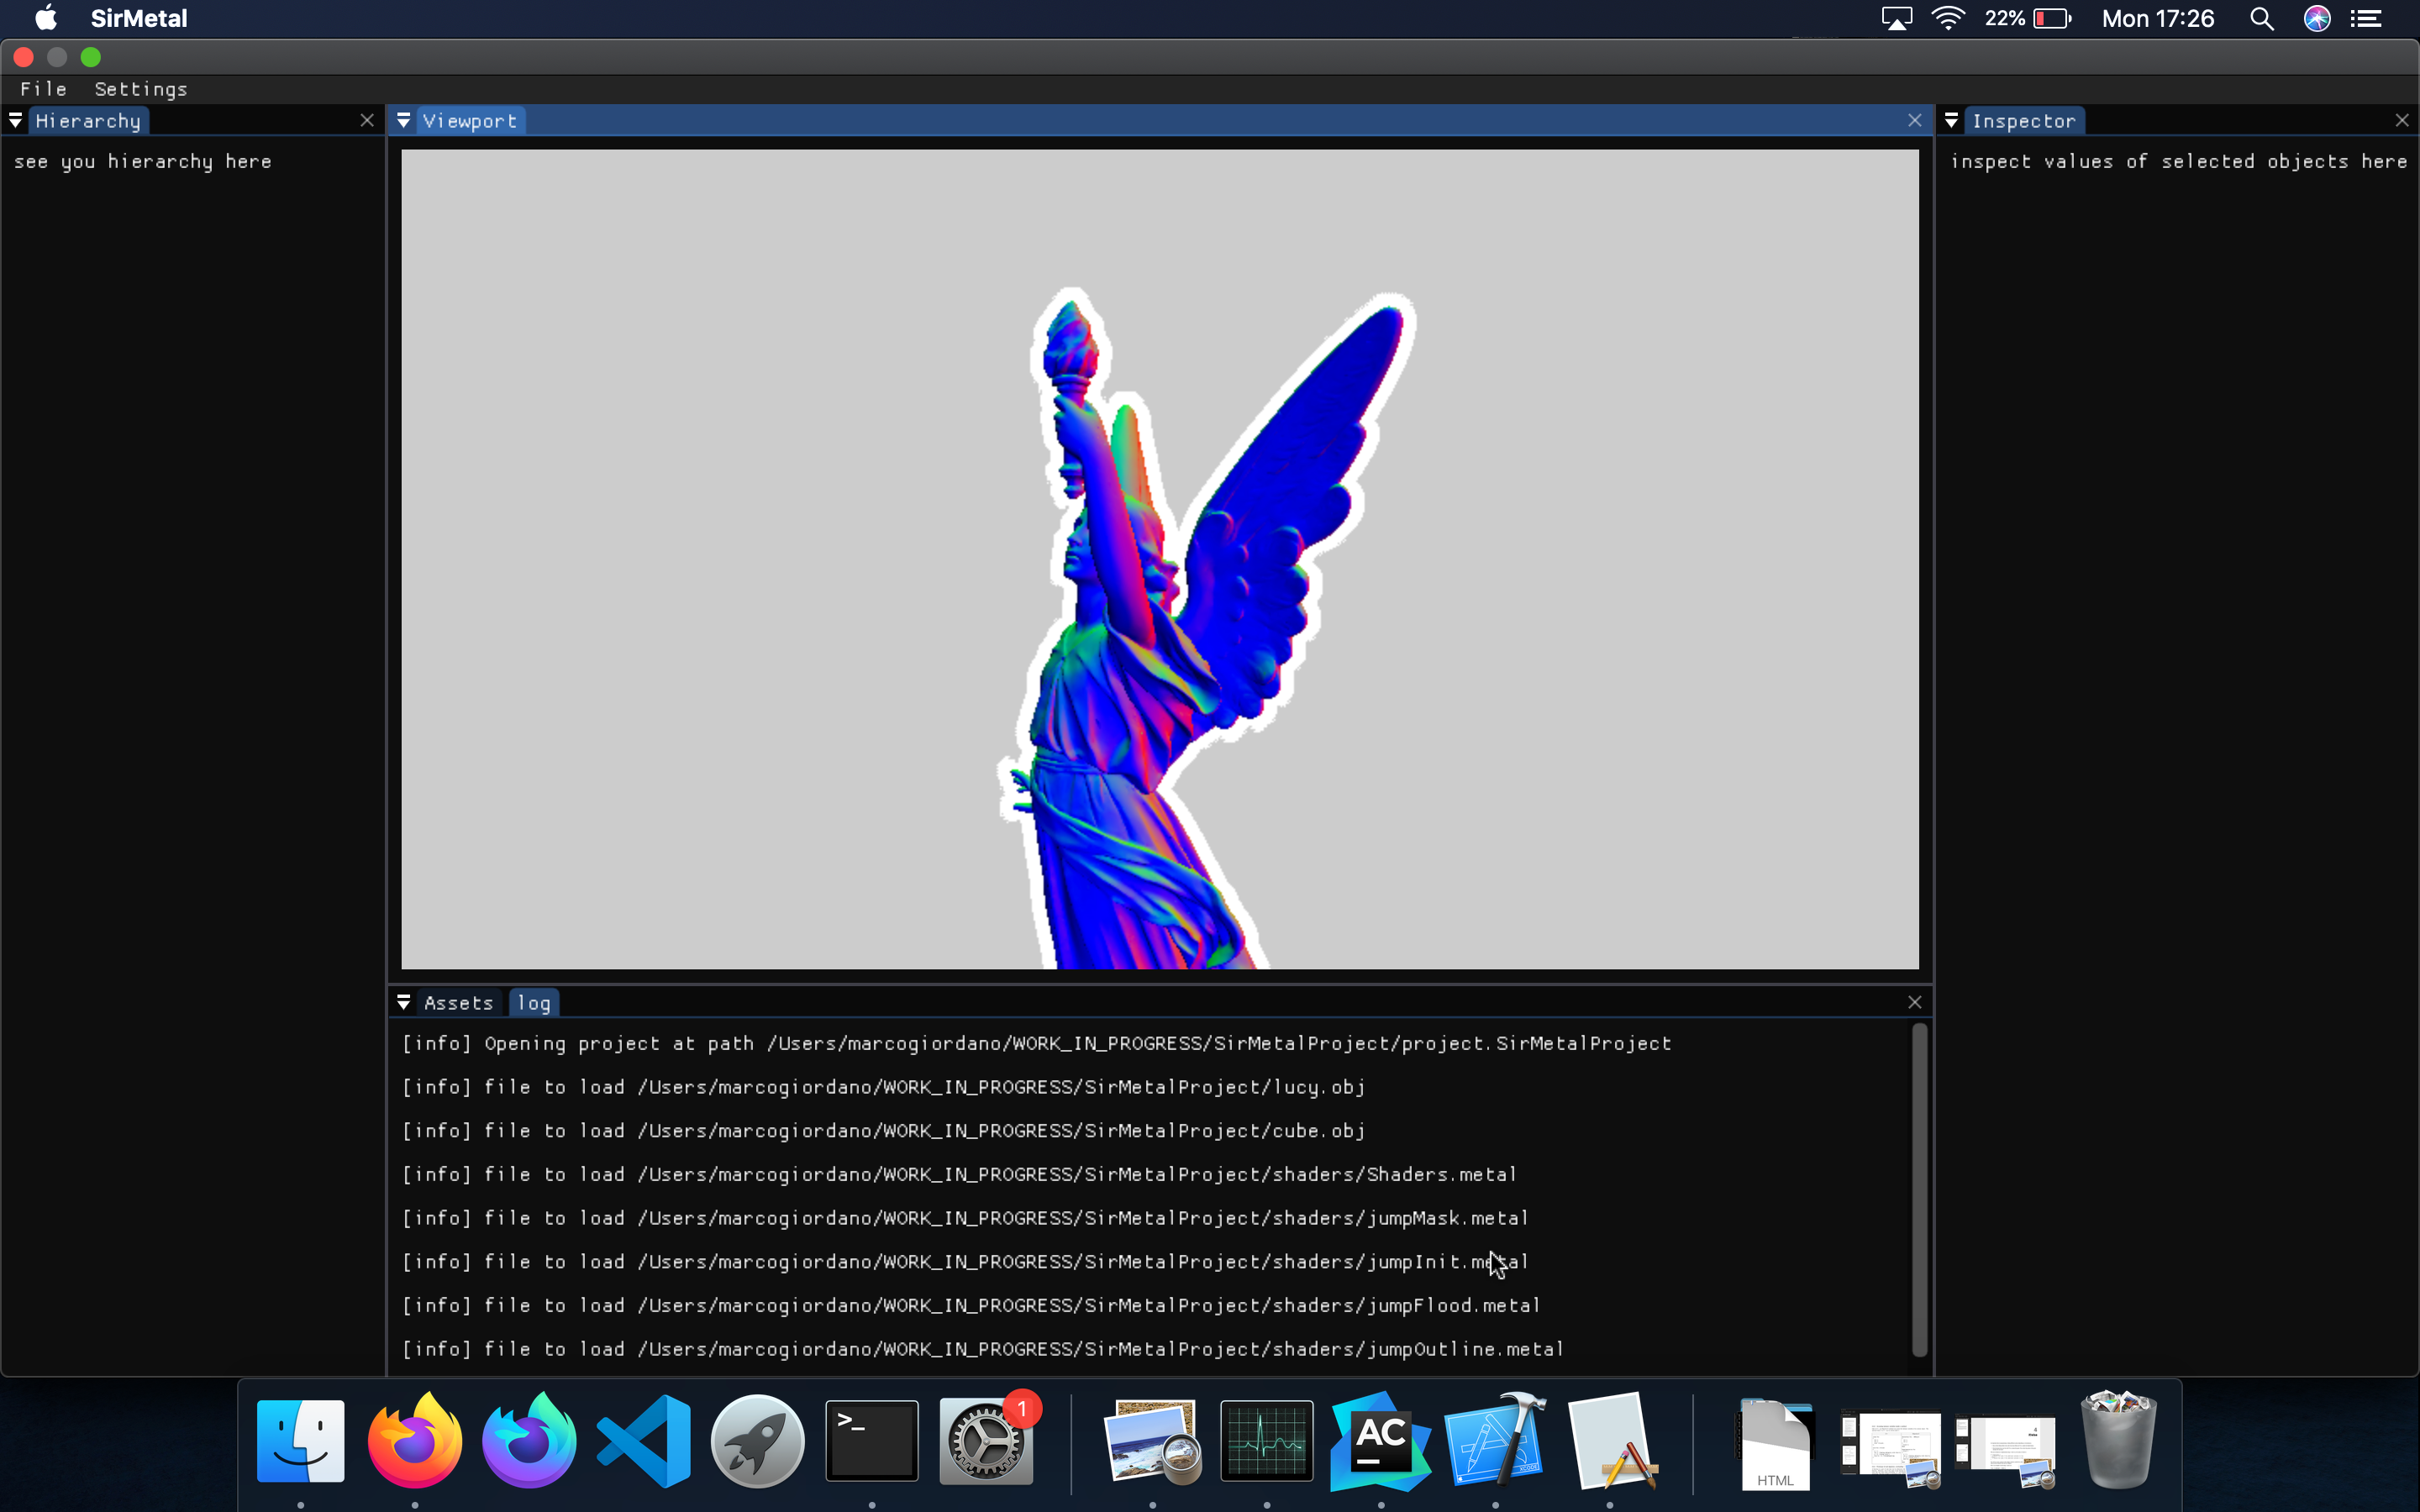 SirMetal
22%
Mon 17:26
File Settings
Hierarchy
Viewport
Inspector
see you hierarchy here
inspect values of selected objects here
Assets log
[info] Opening project at path /Users/marcogiordano/WORK_IN_PROGRESS/SirMetalProject/project.SirMetalProject
[info] file to load /Users/marcogiordano/WORK_IN_PROGRESS/SirMetalProject/lucy.obj
[info] file to load /Users/marcogiordano/WORK_IN_PROGRESS/SirMetalProject/cube.obj
[info] file to load /Users/marcogiordano/WORK_IN_PROGRESS/SirMetalProject/shaders/Shaders.metal
[info] file to load /Users/marcogiordano/WORK_IN_PROGRESS/SirMetalProject/shaders/jumpMask.metal
[info] file to load /Users/marcogiordano/WORK_IN_PROGRESS/SirMetalProject/shaders/jumpInit.metal
[info] file to load /Users/marcogiordano/WORK_IN_PROGRESS/SirMetalProject/shaders/jumpFlood.metal
[info] file to load /Users/marcogiordano/WORK_IN_PROGRESS/SirMetalProject/shaders/jumpOutline.metal
>_
1
AC
HTML